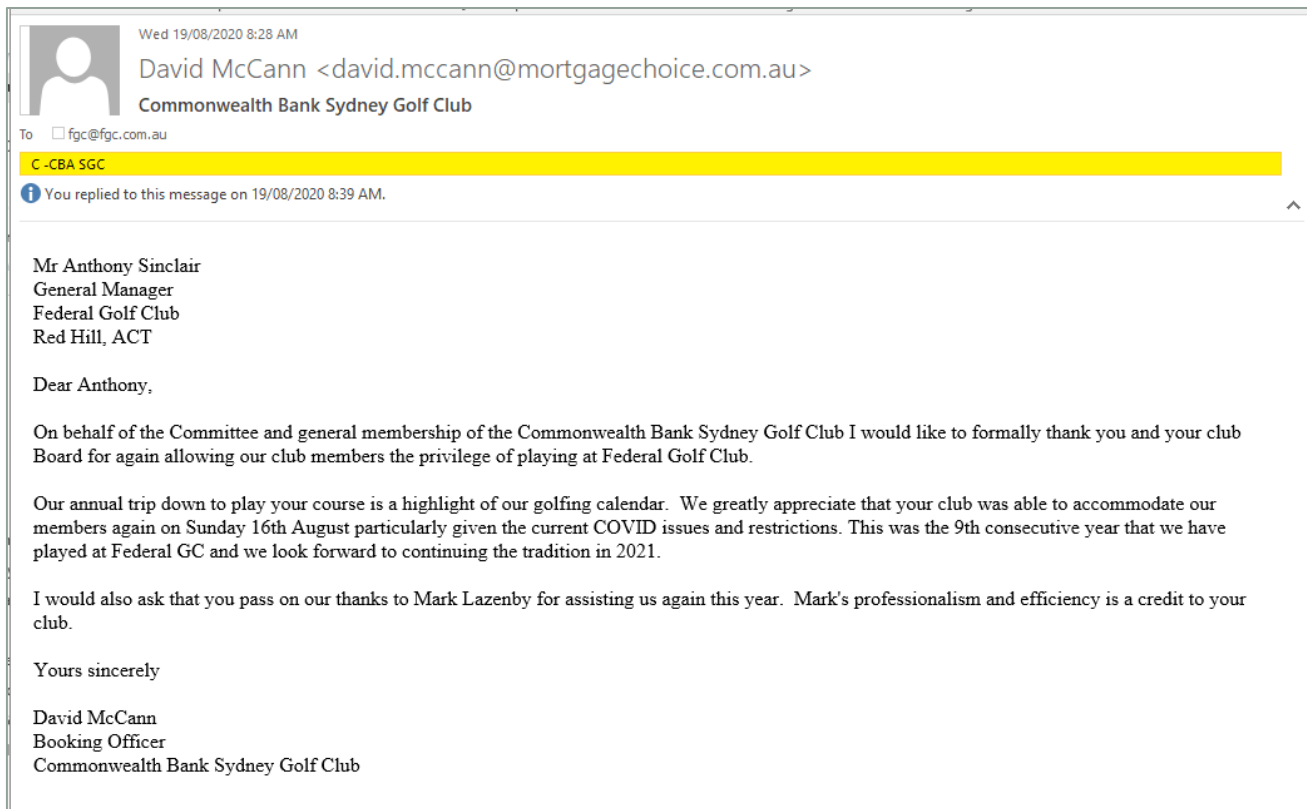 Wed 19/08/2020 8:28 AM
David McCann <david.mccann@mortgagechoice.com.au>
Commonwealth Bank Sydney Golf Club
To fgc@fgc.com.au
C -CBA SGC
You replied to this message on 19/08/2020 8:39 AM.
Mr Anthony Sinclair
General Manager
Federal Golf Club
Red Hill, ACT
Dear Anthony,
On behalf of the Committee and general membership of the Commonwealth Bank Sydney Golf Club I would like to formally thank you and your club
Board for again allowing our club members the privilege of playing at Federal Golf Club.
Our annual trip down to play your course is a highlight of our golfing calendar.  We greatly appreciate that your club was able to accommodate our
members again on Sunday 16th August particularly given the current COVID issues and restrictions. This was the 9th consecutive year that we have
played at Federal GC and we look forward to continuing the tradition in 2021.
I would also ask that you pass on our thanks to Mark Lazenby for assisting us again this year.  Mark's professionalism and efficiency is a credit to your
club.
Yours sincerely
David McCann
Booking Officer
Commonwealth Bank Sydney Golf Club